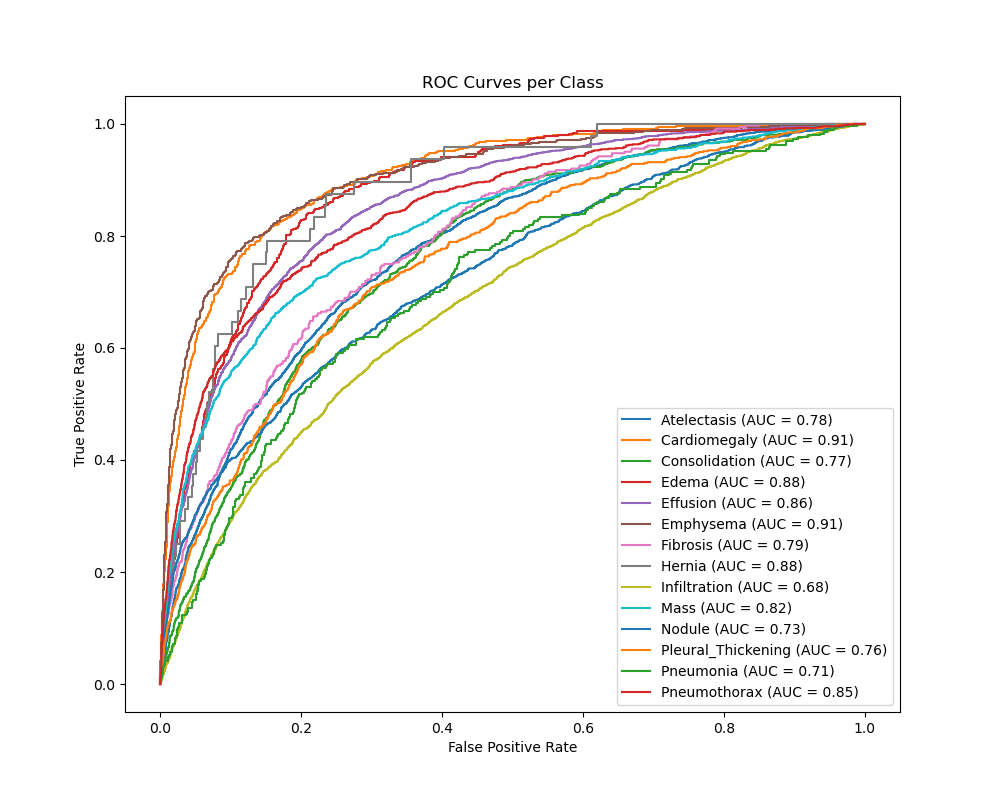 ROC Curves per Class
1.0
0.8
0.6
0.4
0.2
0.0
True Positive Rate
Atelectasis (AUC = 0.78)
Cardiomegaly (AUC = 0.91)
Consolidation (AUC = 0.77)
Edema (AUC = 0.88)
Effusion (AUC = 0.86)
Emphysema (AUC = 0.91)
Fibrosis (AUC = 0.79)
Hernia (AUC = 0.88)
Infiltration (AUC = 0.68)
Mass (AUC = 0.82)
Nodule (AUC = 0.73)
Pleural_Thickening (AUC = 0.76)
Pneumonia (AUC = 0.71)
Pneumothorax (AUC = 0.85)
0.0 0.2 0.4 0.6 0.8 1.0
False Positive Rate